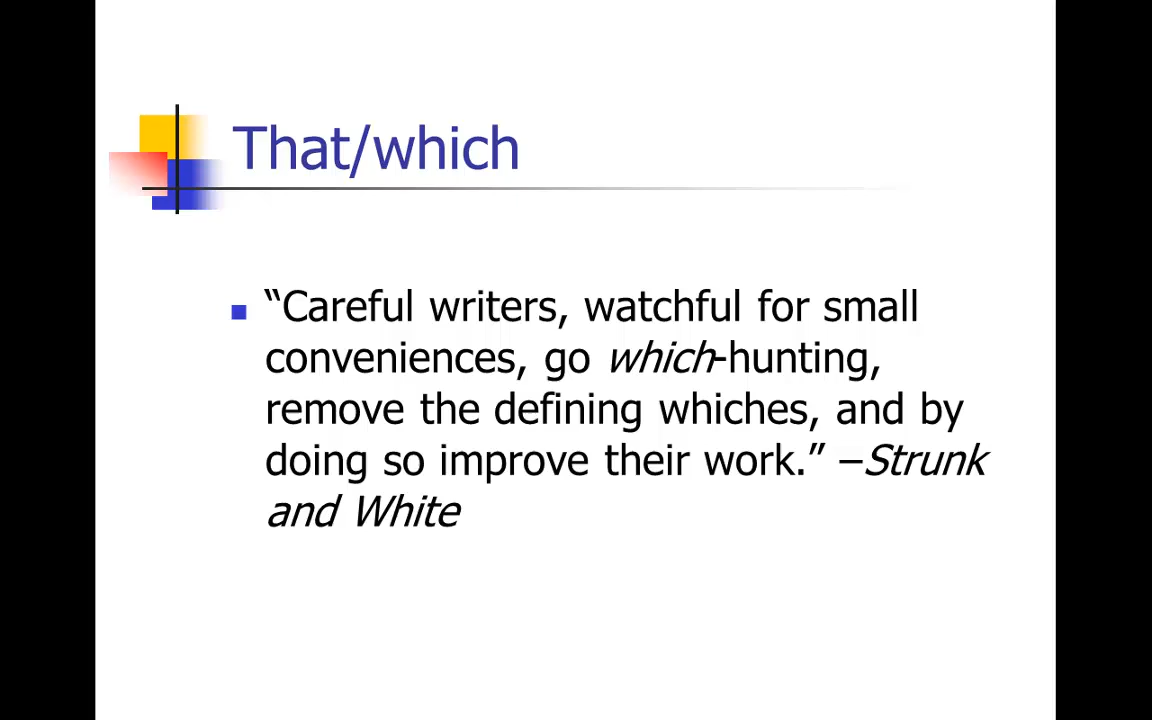 That/which
“Careful writers, watchful for small
conveniences, go which-hunting,
remove the defining whiches, and by
doing so improve their work.” –Strunk
and White